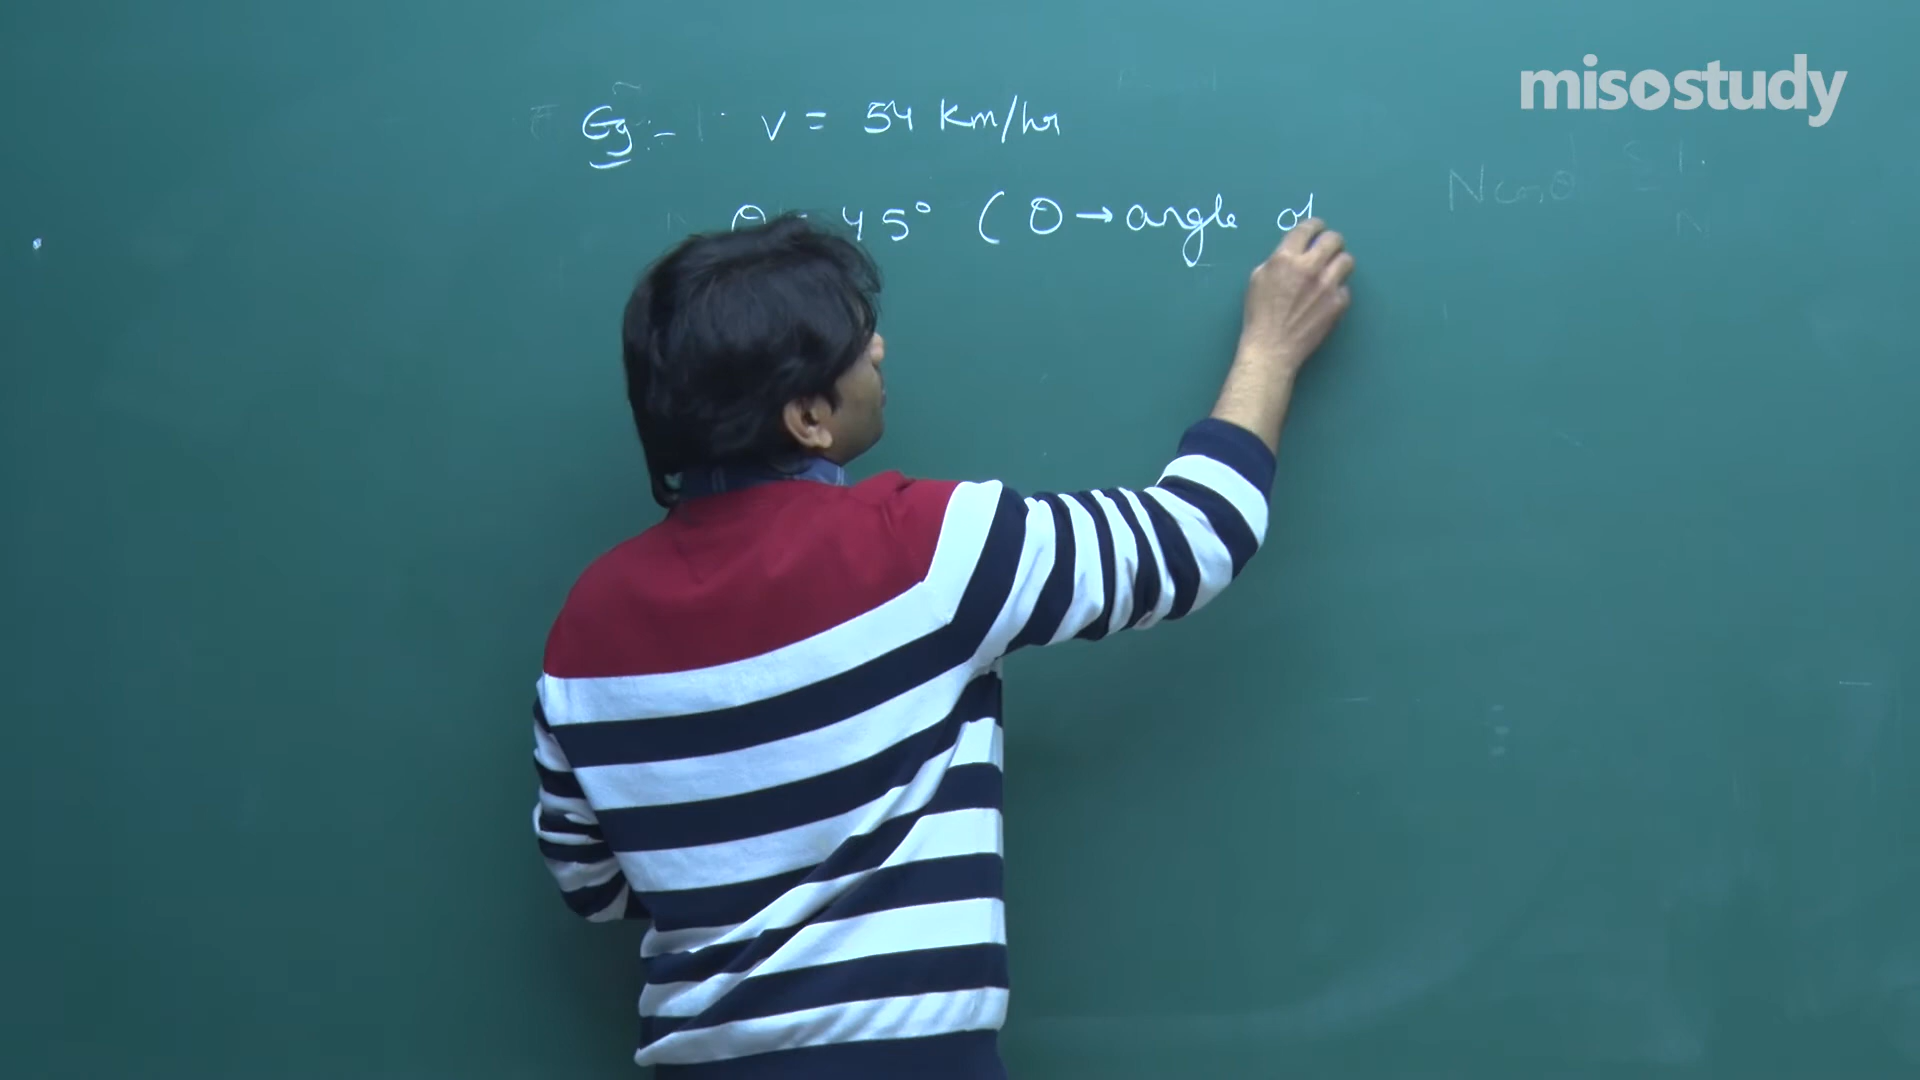 misostudy
Eg:- v = 54 Km/hr
θ = 45° (θ → angle of